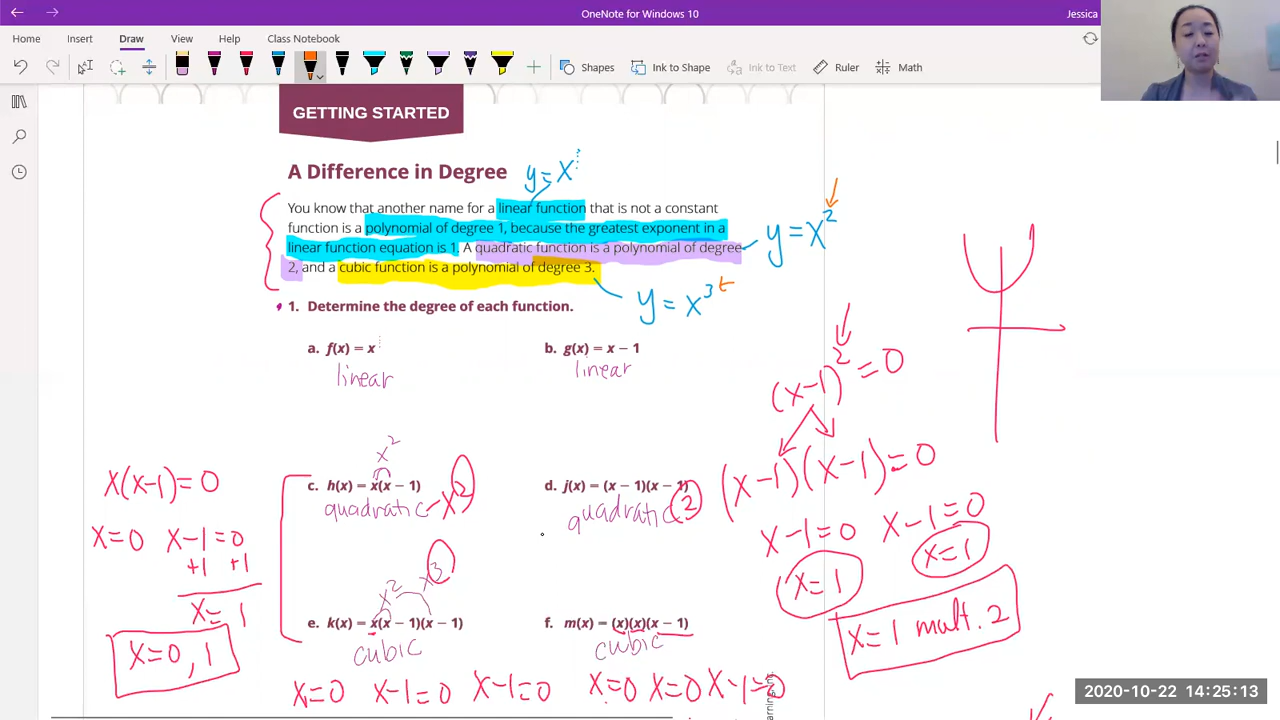 OneNote for Windows 10
Jessica
Home Insert Draw View Help Class Notebook
Shapes Ink to Shape Ink to Text Ruler Math
GETTING STARTED
A Difference in Degree
y = x
You know that another name for a linear function that is not a constant
function is a polynomial of degree 1, because the greatest exponent in a
linear function equation is 1. A quadratic function is a polynomial of degree
2, and a cubic function is a polynomial of degree 3.
y = x²
y = x³
1. Determine the degree of each function.
a. f(x) = x
linear
b. g(x) = x − 1
linear
(x-1)² = 0
(x-1)(x-1) = 0
x-1=0 x-1=0
x=1 x=1
x=1 mult. 2
x²
c. h(x) = x(x − 1)
quadratic - x²
d. j(x) = (x − 1)(x − 1)
quadratic 2
x(x-1)=0
x=0 x-1=0
+1 +1
x= 1
x=0, 1
x² x³
e. k(x) = x(x − 1)(x − 1)
cubic
f. m(x) = (x)(x)(x − 1)
cubic
x=0 x-1=0 x-1=0
x=0 x=0 x-1=0
2020-10-22 14:25:13